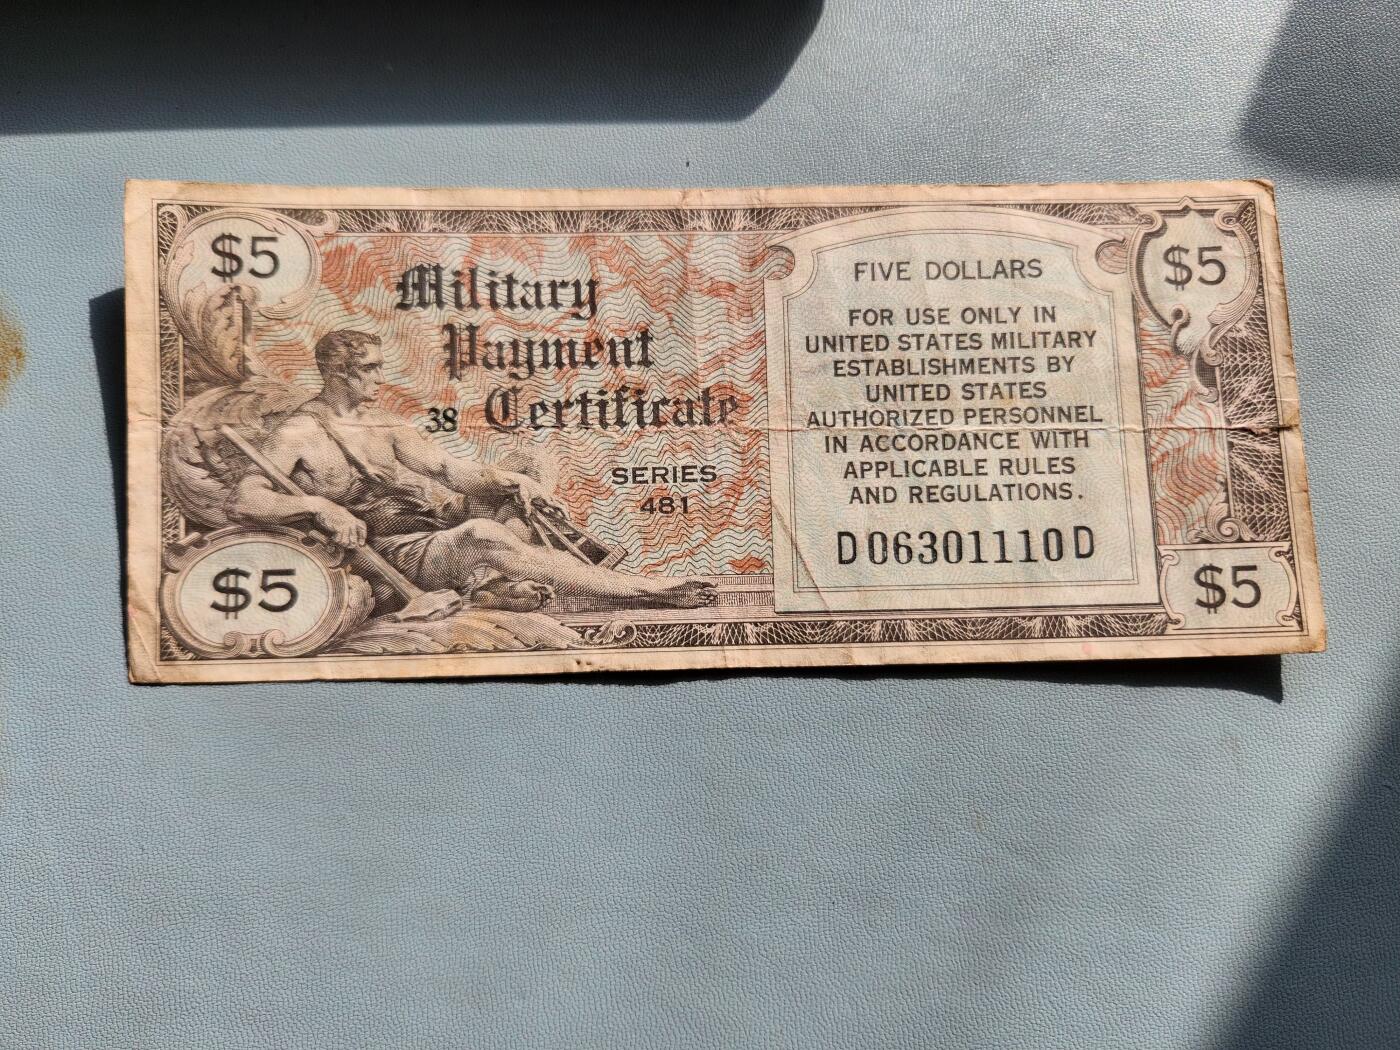 $5
Military
Payment
38 Certificate
SERIES
481
$5
FIVE DOLLARS
FOR USE ONLY IN
UNITED STATES MILITARY
ESTABLISHMENTS BY
UNITED STATES
AUTHORIZED PERSONNEL
IN ACCORDANCE WITH
APPLICABLE RULES
AND REGULATIONS.
D06301110D
$5
$5